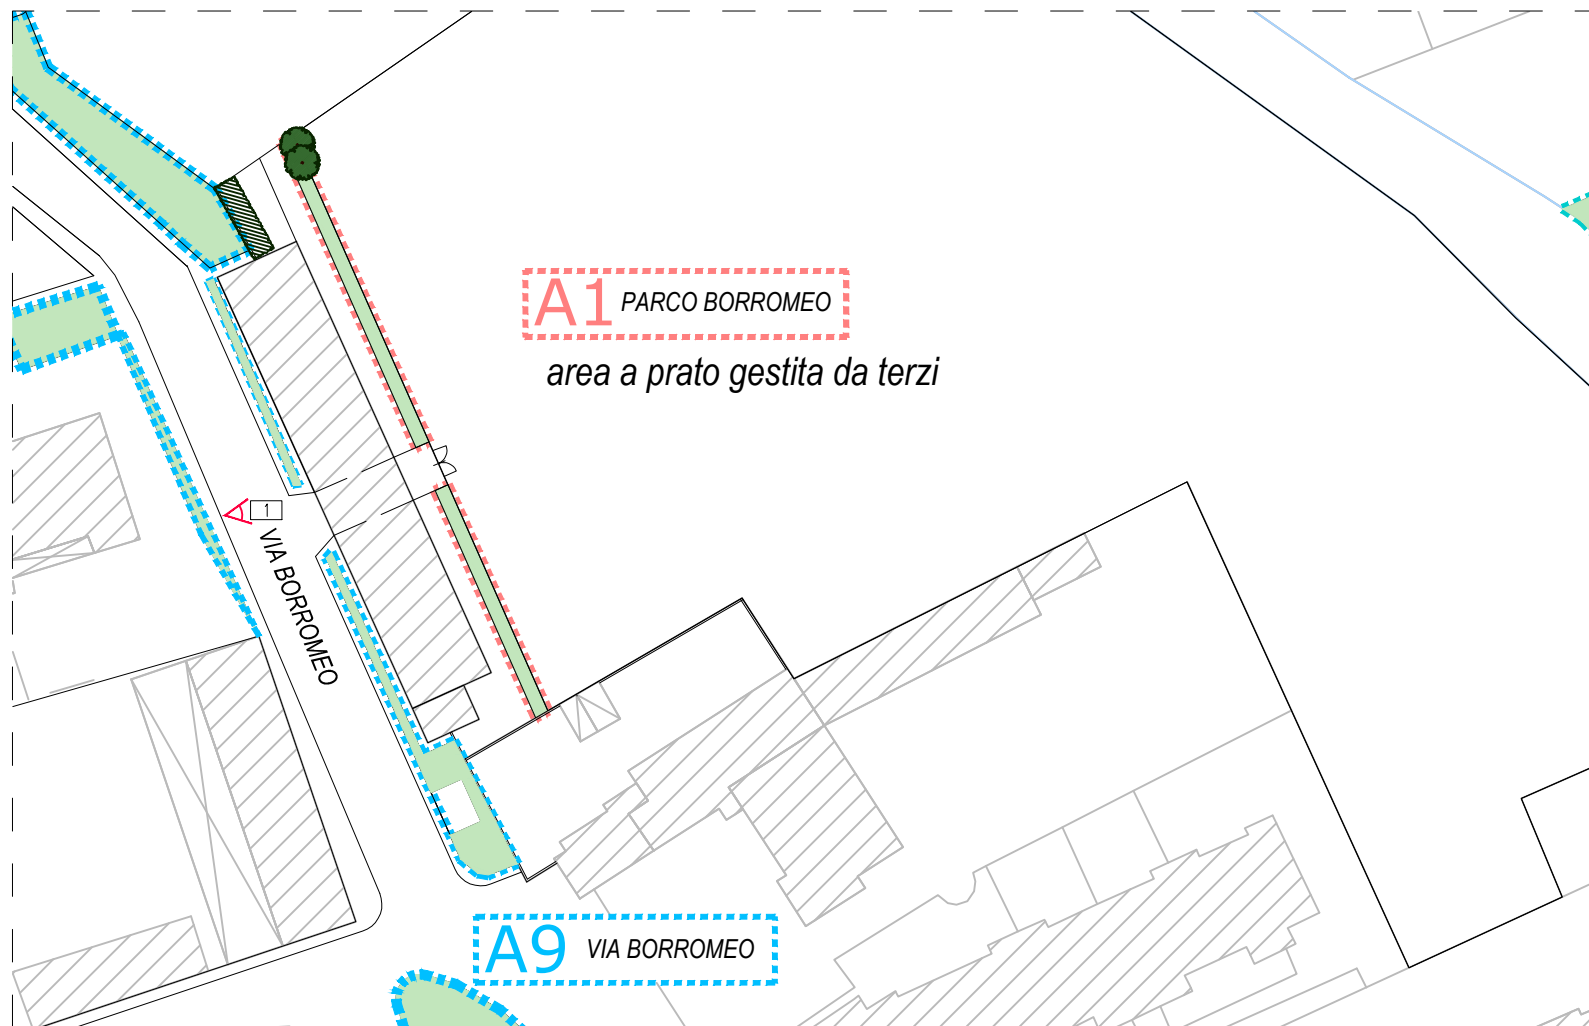 A1 PARCO BORROMEO
area a prato gestita da terzi
1
VIA BORROMEO
A9 VIA BORROMEO